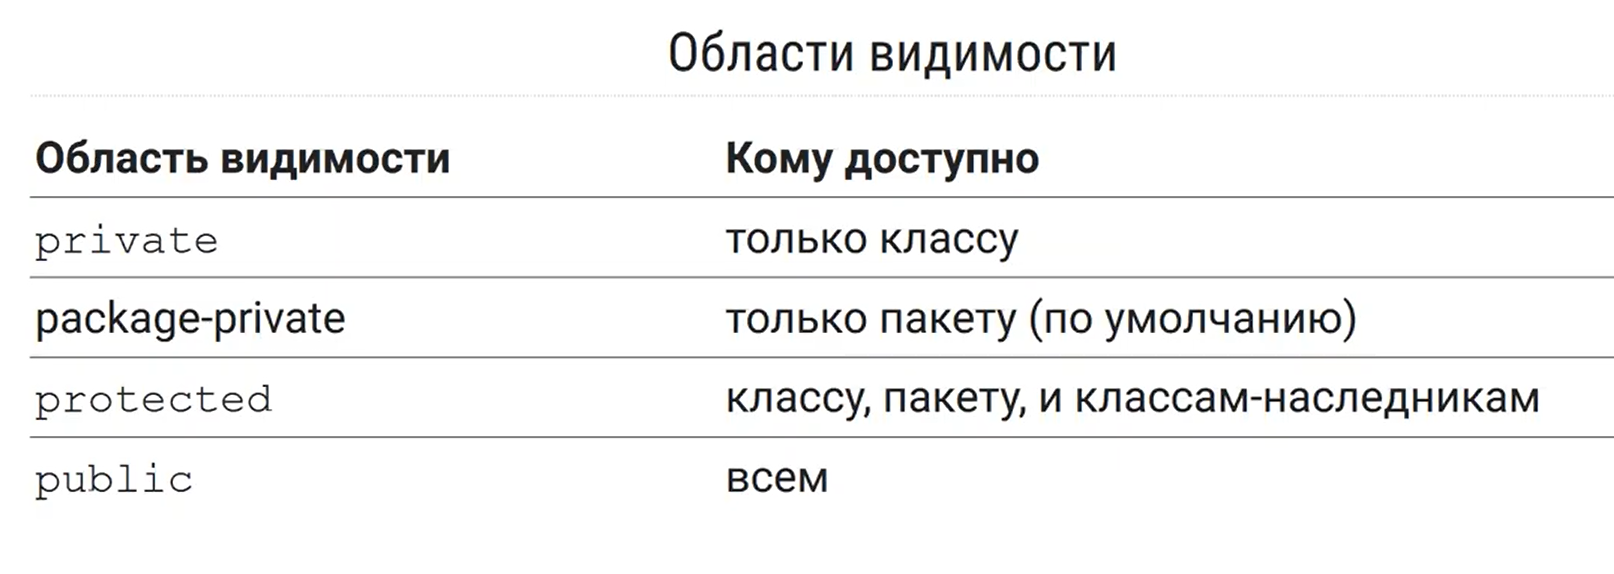 Области видимости
Область видимости Кому доступно
private только классу
package-private только пакету (по умолчанию)
protected классу, пакету, и классам-наследникам
public всем